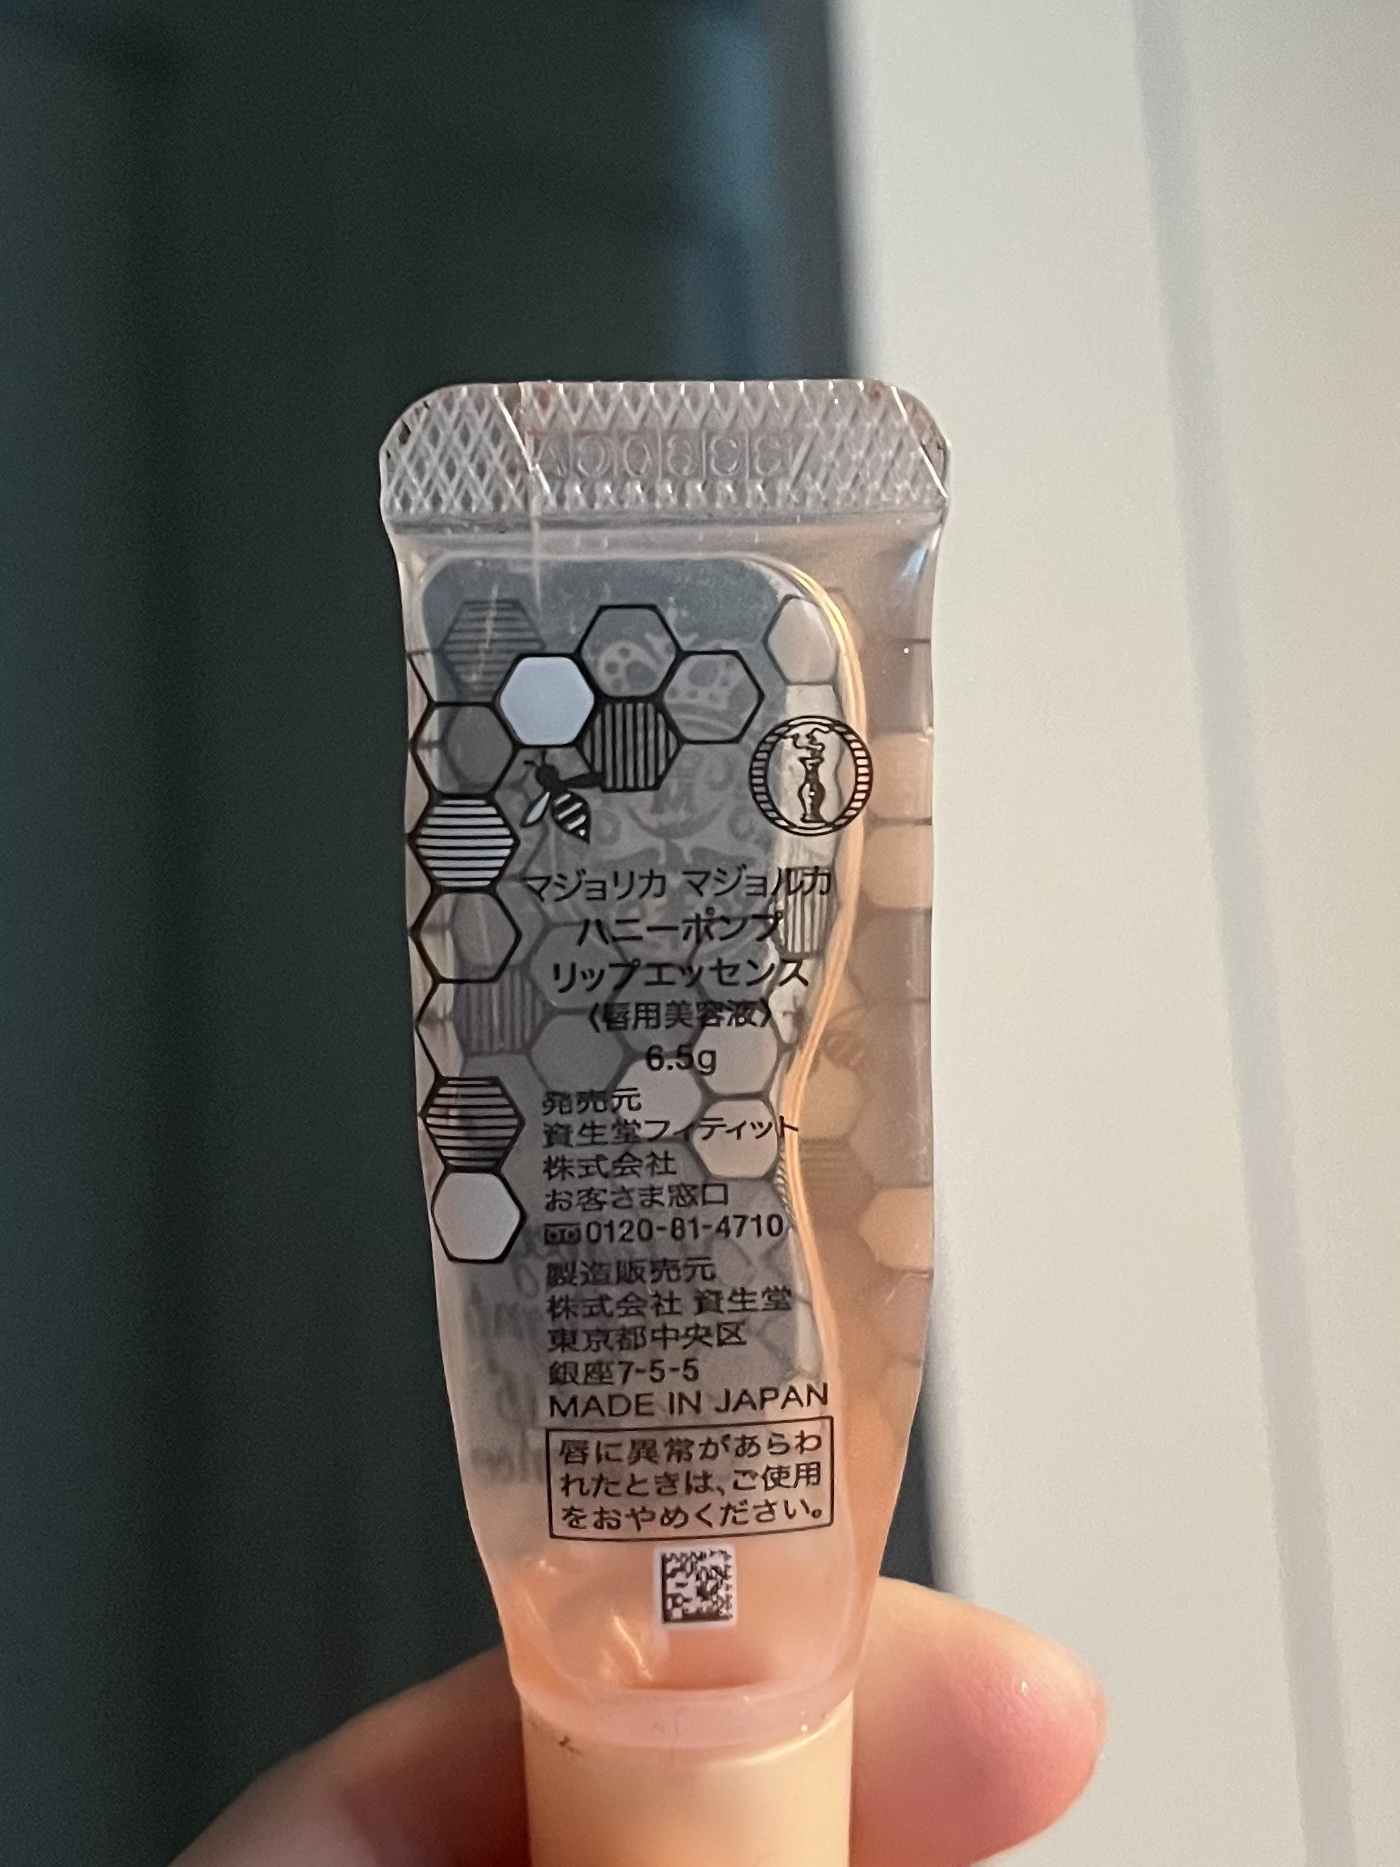 マジョリカ マジョルカ
ハニーポンプ
リップエッセンス
〈唇用美容液〉
6.5g
発売元
資生堂フィティット
株式会社
お客さま窓口
0120-81-4710
製造販売元
株式会社 資生堂
東京都中央区
銀座7-5-5
MADE IN JAPAN
唇に異常があらわ
れたときは、ご使用
をおやめください。